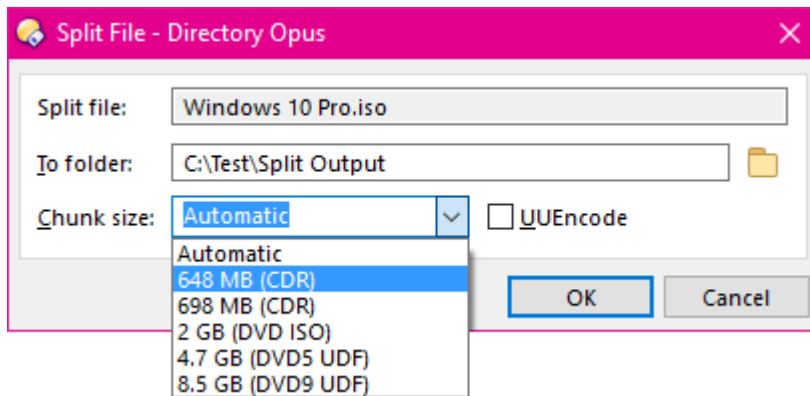 Split File - Directory Opus
Split file: Windows 10 Pro.iso
To folder: C:\Test\Split Output
Chunk size: Automatic UUEncode
Automatic
648 MB (CDR)
698 MB (CDR)
2 GB (DVD ISO)
4.7 GB (DVD5 UDF)
8.5 GB (DVD9 UDF)
OK Cancel